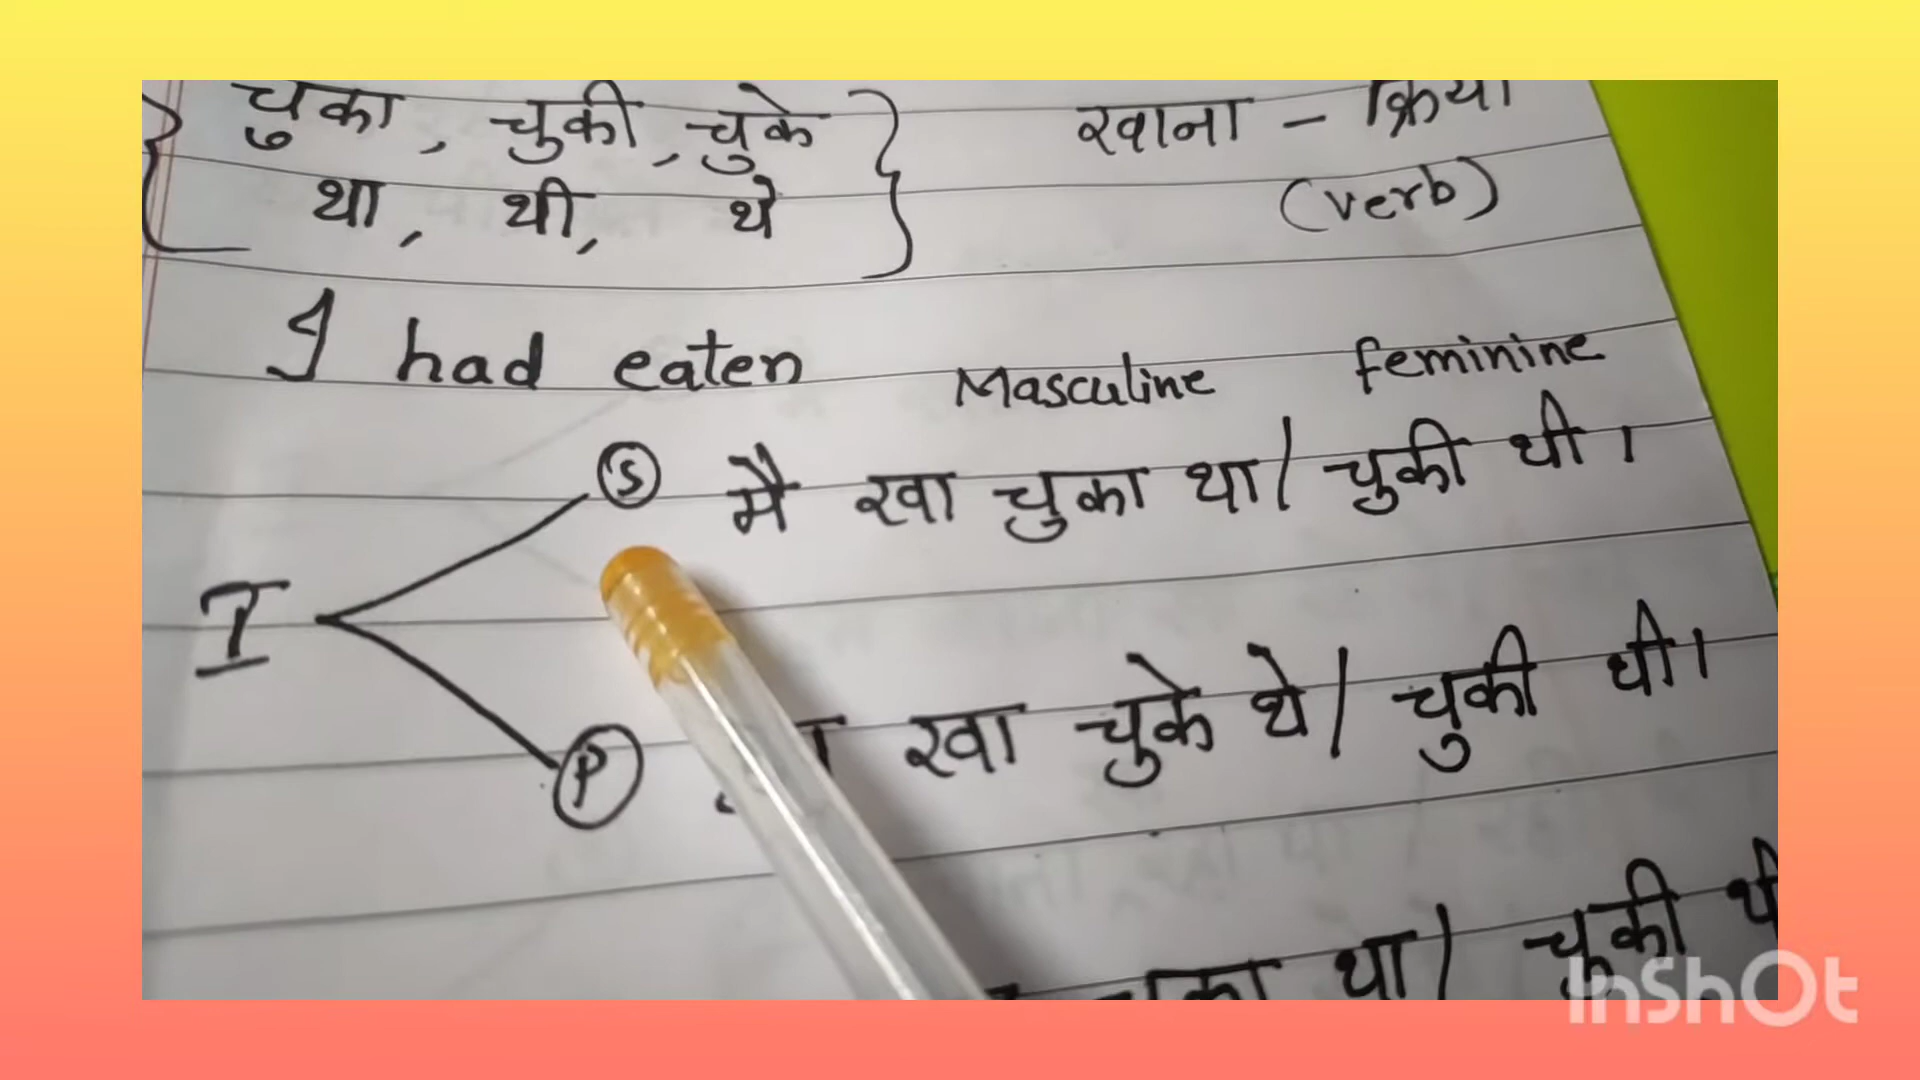 चुका, चुकी, चुके
था, थी, थे
खाना - क्रिया
(verb)
I had eaten
Masculine feminine
I
S मै खा चुका था/ चुकी थी।
P खा चुके थे/ चुकी थी।
चुका था/ चुकी थी
InShOt